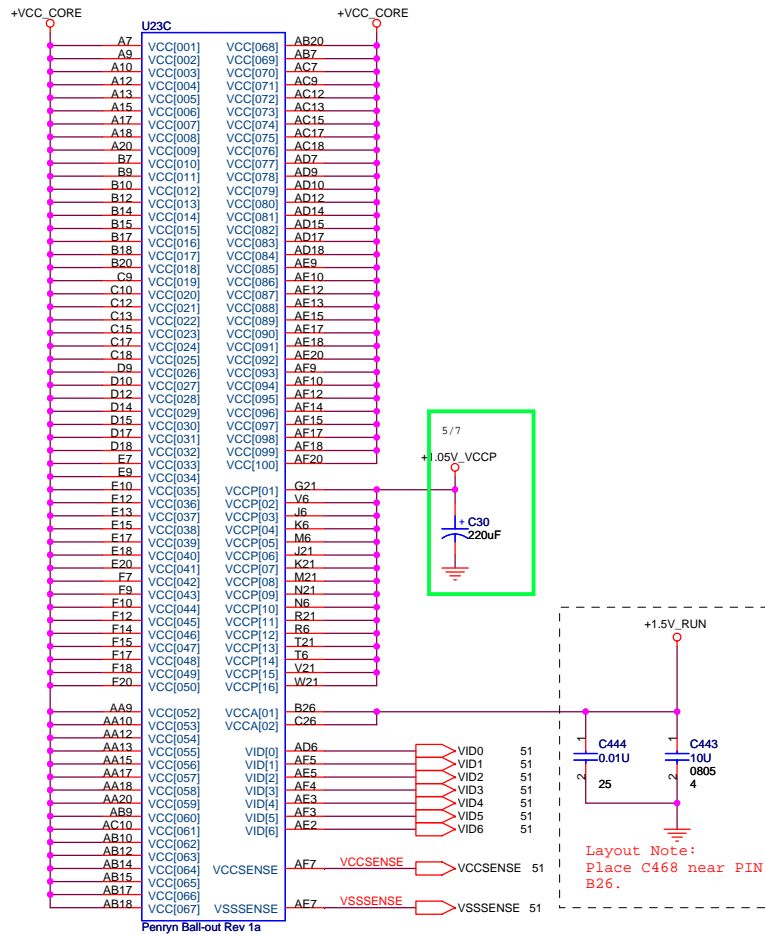 +VCC_CORE +VCC_CORE
U23C
A7 VCC[001] VCC[068] AB20
A9 VCC[002] VCC[069] AB7
A10 VCC[003] VCC[070] AC7
A12 VCC[004] VCC[071] AC9
A13 VCC[005] VCC[072] AC12
A15 VCC[006] VCC[073] AC13
A17 VCC[007] VCC[074] AC15
A18 VCC[008] VCC[075] AC17
A20 VCC[009] VCC[076] AC18
B7 VCC[010] VCC[077] AD7
B9 VCC[011] VCC[078] AD9
B10 VCC[012] VCC[079] AD10
B12 VCC[013] VCC[080] AD12
B14 VCC[014] VCC[081] AD14
B15 VCC[015] VCC[082] AD15
B17 VCC[016] VCC[083] AD17
B18 VCC[017] VCC[084] AD18
B20 VCC[018] VCC[085] AE9
C9 VCC[019] VCC[086] AE10
C10 VCC[020] VCC[087] AE12
C12 VCC[021] VCC[088] AE13
C13 VCC[022] VCC[089] AE15
C15 VCC[023] VCC[090] AE17
C17 VCC[024] VCC[091] AE18
C18 VCC[025] VCC[092] AE20
D9 VCC[026] VCC[093] AF9
D10 VCC[027] VCC[094] AF10
D12 VCC[028] VCC[095] AF12
D14 VCC[029] VCC[096] AF14
D15 VCC[030] VCC[097] AF15
D17 VCC[031] VCC[098] AF17
D18 VCC[032] VCC[099] AF18
E7 VCC[033] VCC[100] AF20
E9 VCC[034]
E10 VCC[035] VCCP[01] G21
E12 VCC[036] VCCP[02] V6
E13 VCC[037] VCCP[03] J6
E15 VCC[038] VCCP[04] K6
E17 VCC[039] VCCP[05] M6
E18 VCC[040] VCCP[06] J21
E20 VCC[041] VCCP[07] K21
F7 VCC[042] VCCP[08] M21
F9 VCC[043] VCCP[09] N21
F10 VCC[044] VCCP[10] N6
F12 VCC[045] VCCP[11] R21
F14 VCC[046] VCCP[12] R6
F15 VCC[047] VCCP[13] T21
F17 VCC[048] VCCP[14] T6
F18 VCC[049] VCCP[15] V21
F20 VCC[050] VCCP[16] W21
AA9 VCC[052] VCCA[01] B26
AA10 VCC[053] VCCA[02] C26
AA12 VCC[054]
AA13 VCC[055] VID[0] AD6 VID0 51
AA15 VCC[056] VID[1] AF5 VID1 51
AA17 VCC[057] VID[2] AE5 VID2 51
AA18 VCC[058] VID[3] AF4 VID3 51
AA20 VCC[059] VID[4] AE3 VID4 51
AB9 VCC[060] VID[5] AF3 VID5 51
AC10 VCC[061] VID[6] AE2 VID6 51
AB10 VCC[062]
AB12 VCC[063]
AB14 VCC[064] VCCSENSE AF7 VCCSENSE VCCSENSE 51
AB15 VCC[065]
AB17 VCC[066]
AB18 VCC[067] VSSSENSE AE7 VSSSENSE VSSSENSE 51
Penryn Ball-out Rev 1a
5/7
+1.05V_VCCP
+ C30
220uF
+1.5V_RUN
1 C444
0.01U
2 25
1 C443
10U
0805
2 4
Layout Note:
Place C468 near PIN
B26.